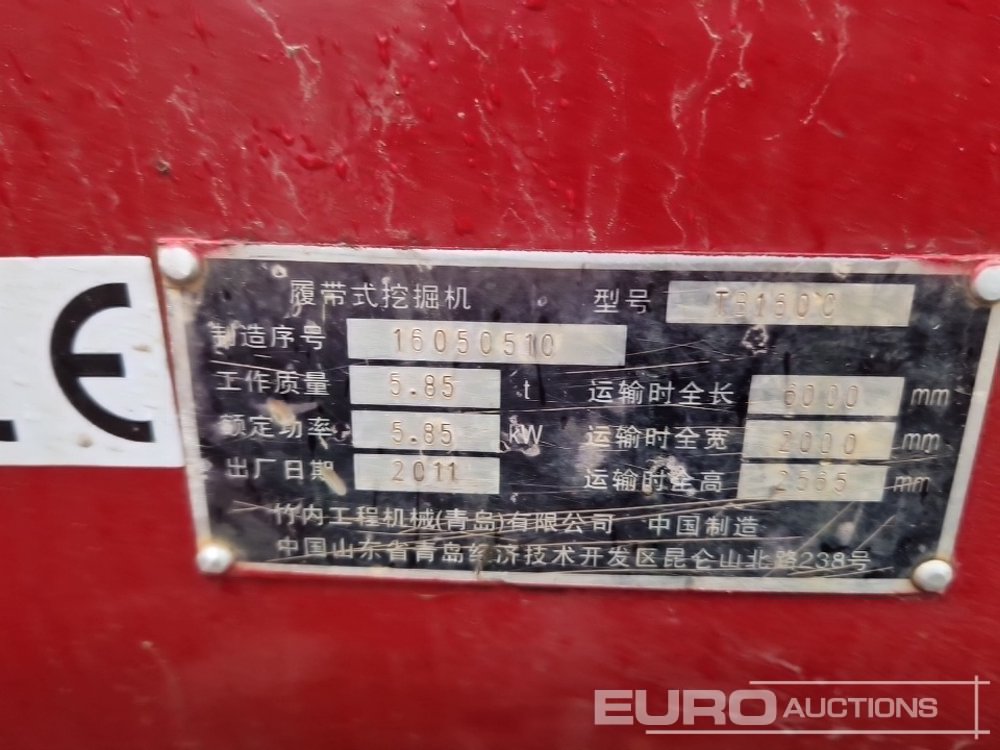 履带式挖掘机 型号 TB160C
制造序号 16050510
工作质量 5.85 t 运输时全长 6000 mm
额定功率 5.85 kW 运输时全宽 2000 mm
出厂日期 2011 运输时全高 2565 mm
竹内工程机械(青岛)有限公司 中国制造
中国山东省青岛经济技术开发区昆仑山北路238号
CE
EURO AUCTIONS